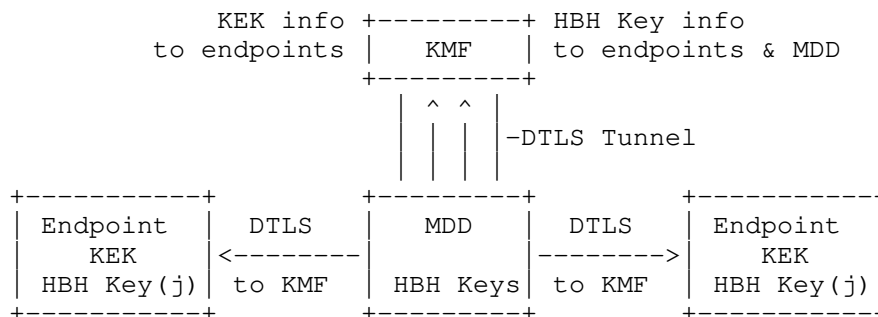 KEK info +---------+ HBH Key info
to endpoints | KMF | to endpoints & MDD
+---------+
| ^ ^ |
| | | |-DTLS Tunnel
| | | |
+-----------+ +---------+ +-----------+
| Endpoint | DTLS | MDD | DTLS | Endpoint
| KEK |<--------| |-------->| KEK
| HBH Key(j)| to KMF | HBH Keys| to KMF | HBH Key(j)
+-----------+ +---------+ +-----------+